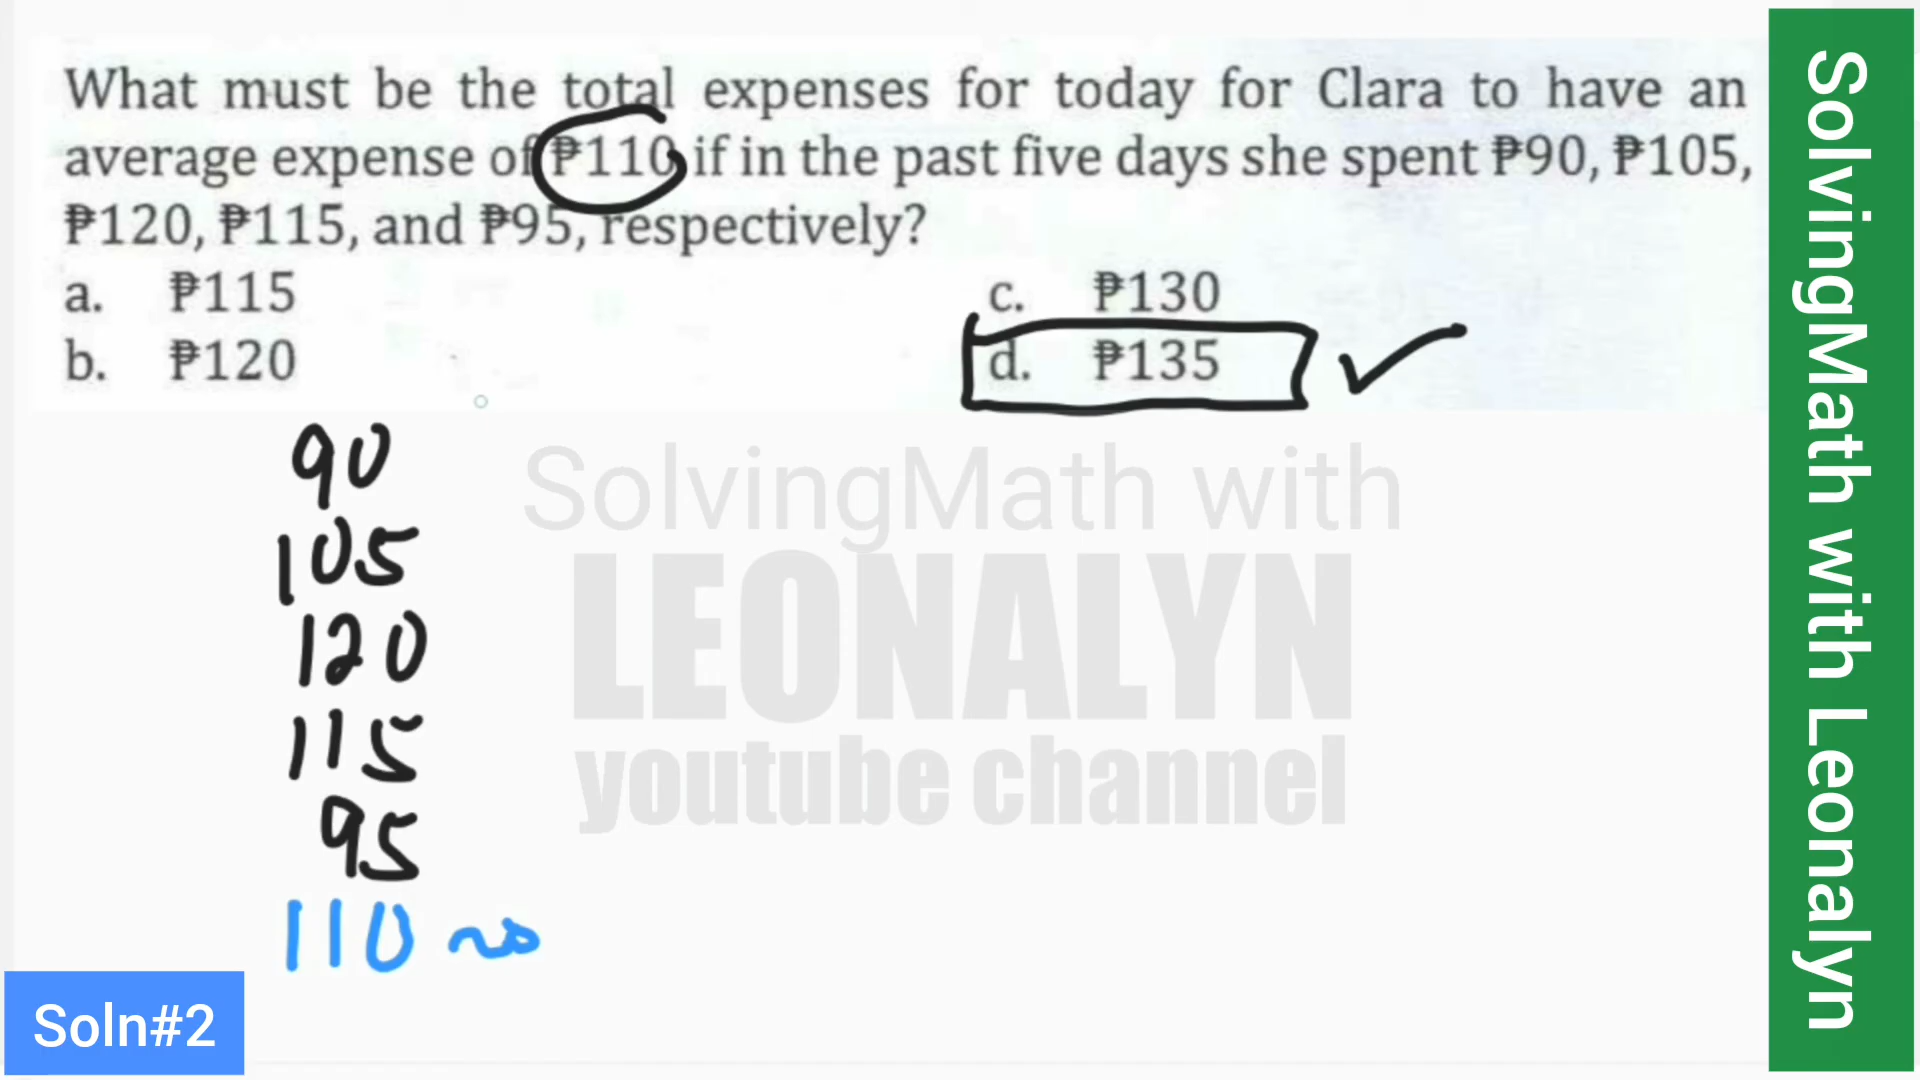 What must be the total expenses for today for Clara to have an
average expense of ₱110 if in the past five days she spent ₱90, ₱105,
₱120, ₱115, and ₱95, respectively?
a. ₱115
b. ₱120
c. ₱130
d. ₱135
90
105
120
115
95
110
SolvingMath with
LEONALYN
youtube channel
Soln#2
SolvingMath with Leonalyn